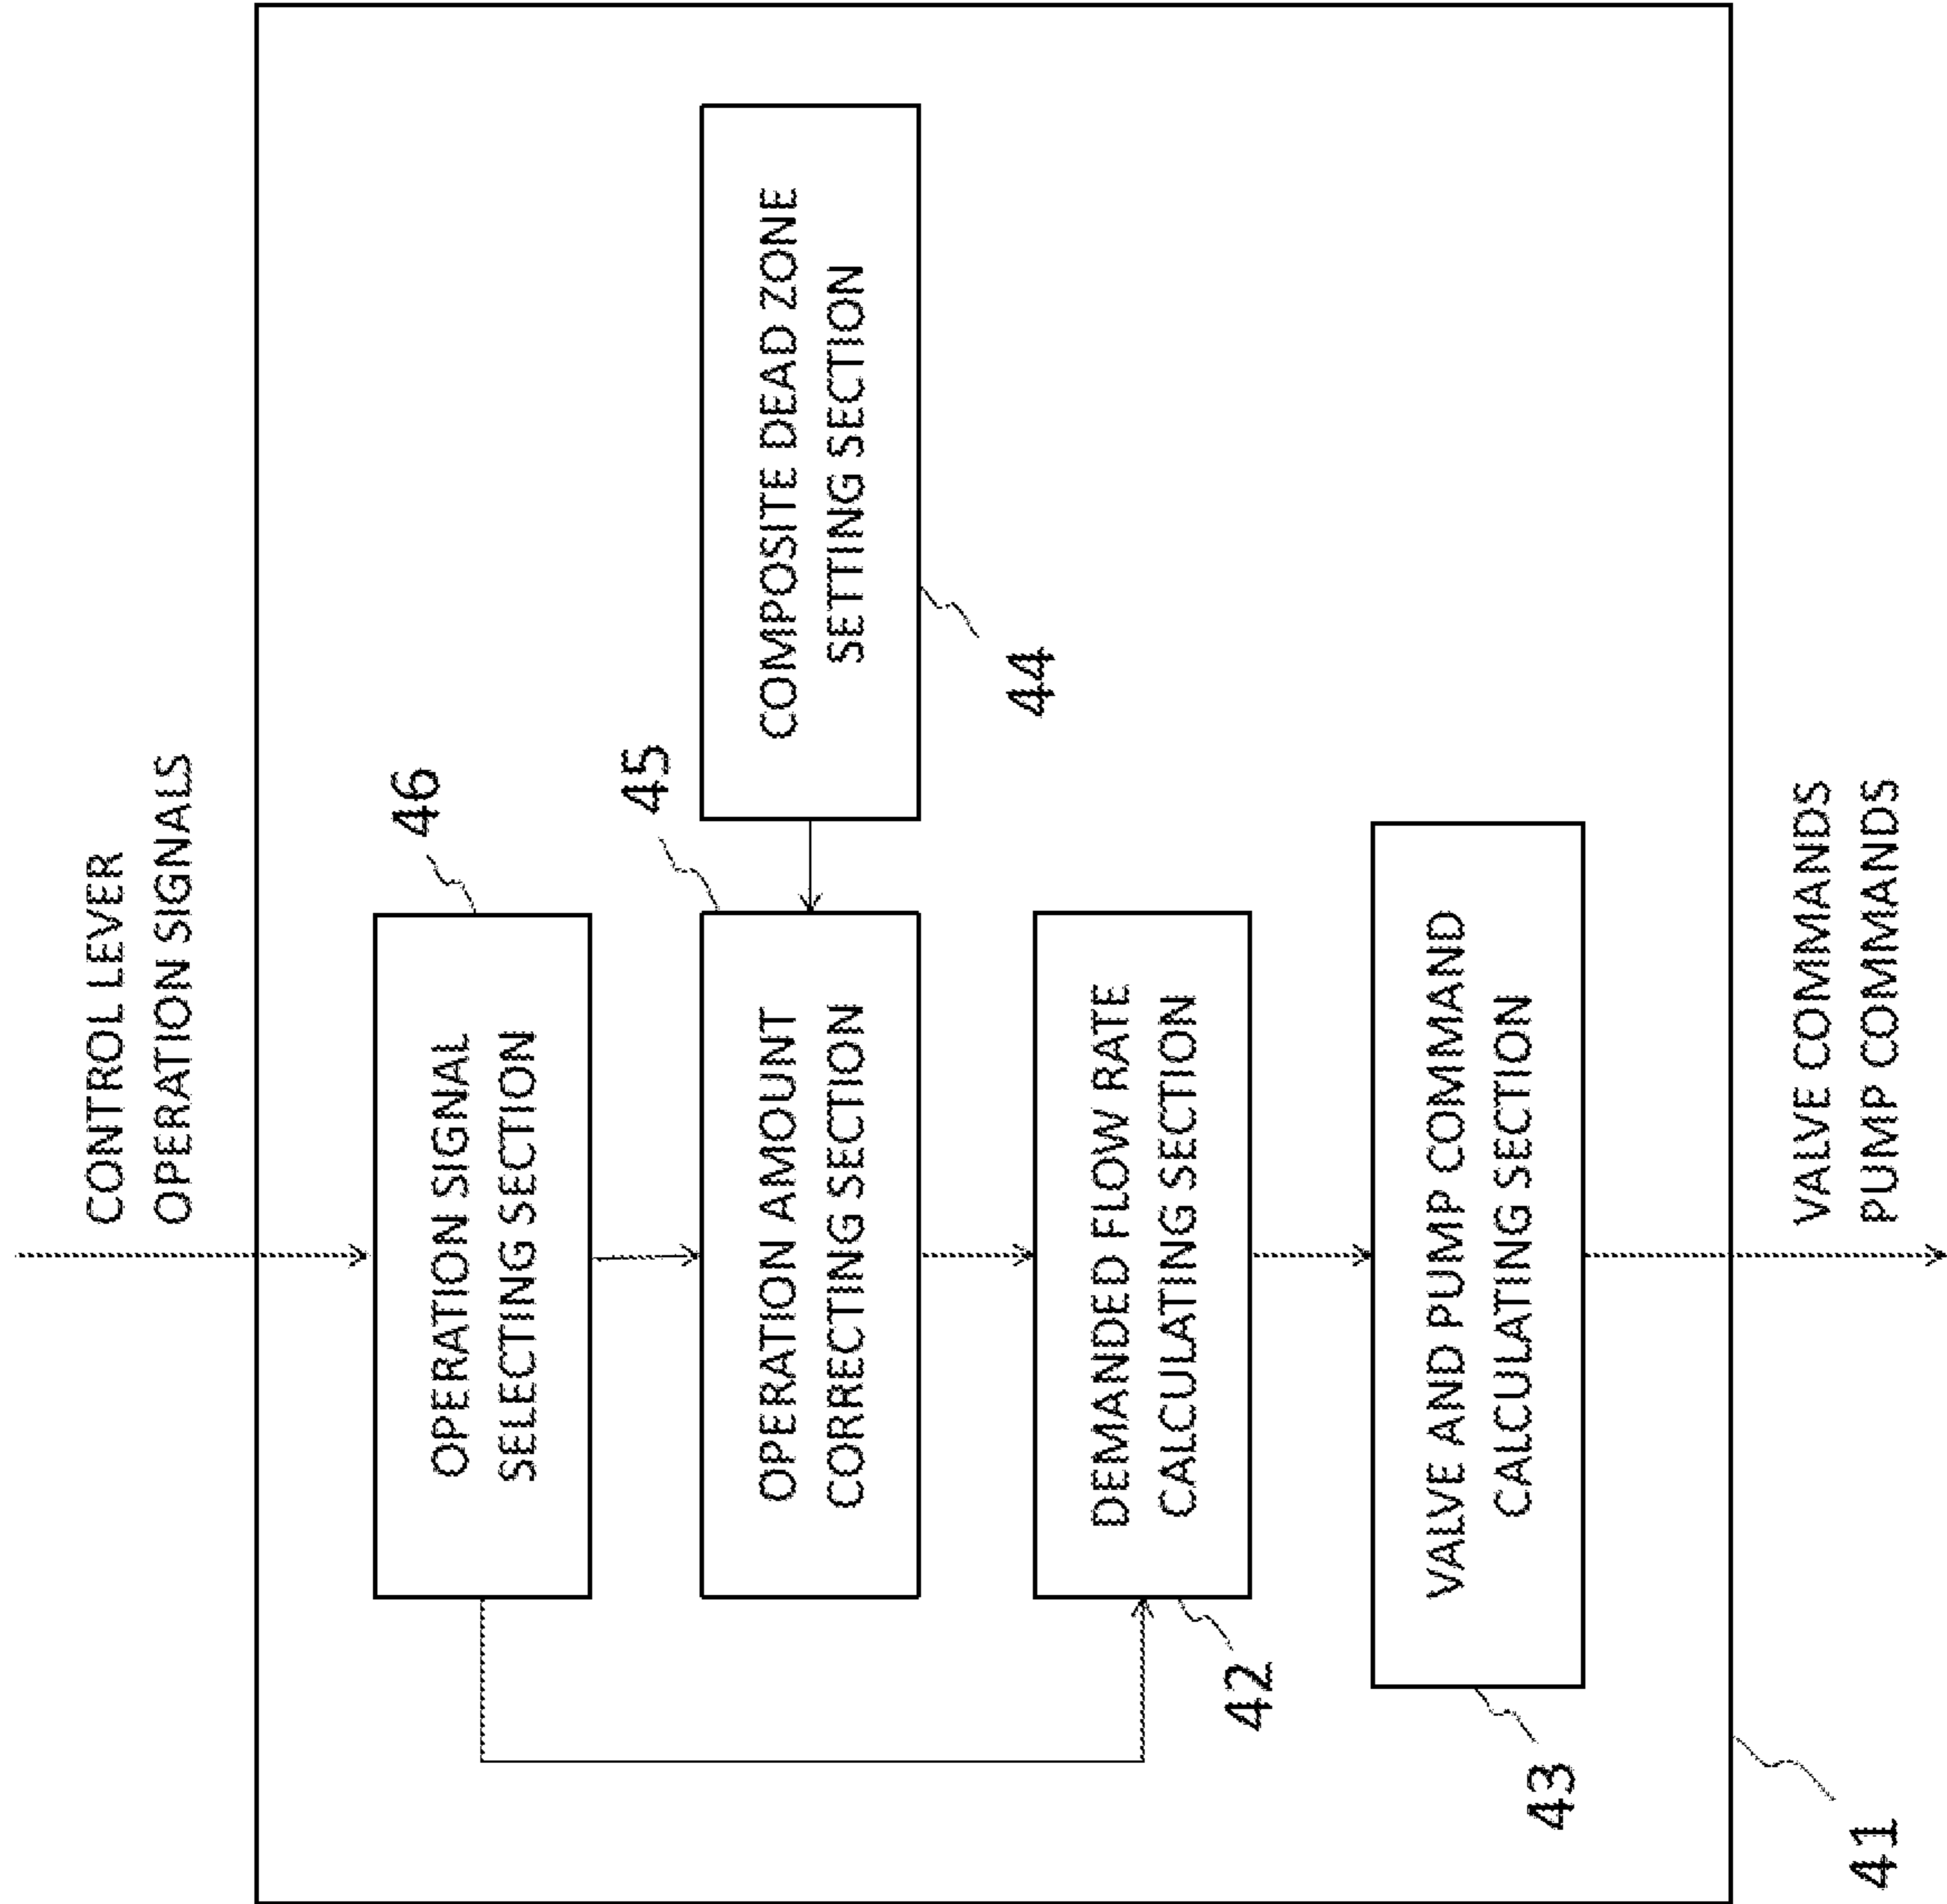 CONTROL LEVER
OPERATION SIGNALS
46
OPERATION SIGNAL
SELECTING SECTION
45
OPERATION AMOUNT
CORRECTING SECTION
COMPOSITE DEAD ZONE
SETTING SECTION
44
DEMANDED FLOW RATE
CALCULATING SECTION
42
VALVE AND PUMP COMMAND
CALCULATING SECTION
43
VALVE COMMANDS
PUMP COMMANDS
41